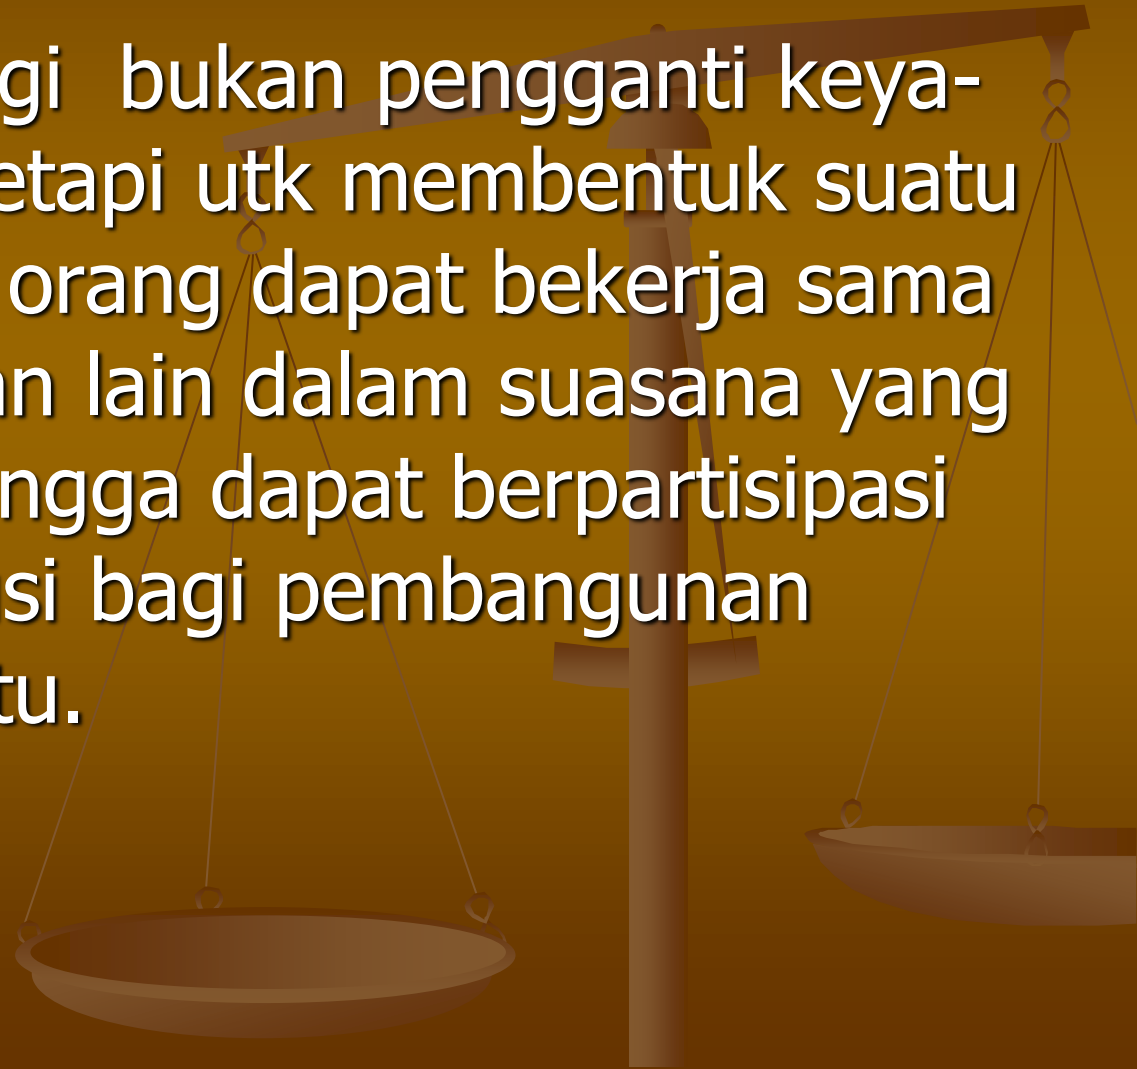 gi bukan pengganti keya-
etapi utk membentuk suatu
orang dapat bekerja sama
an lain dalam suasana yang
ngga dapat berpartisipasi
si bagi pembangunan
tu.